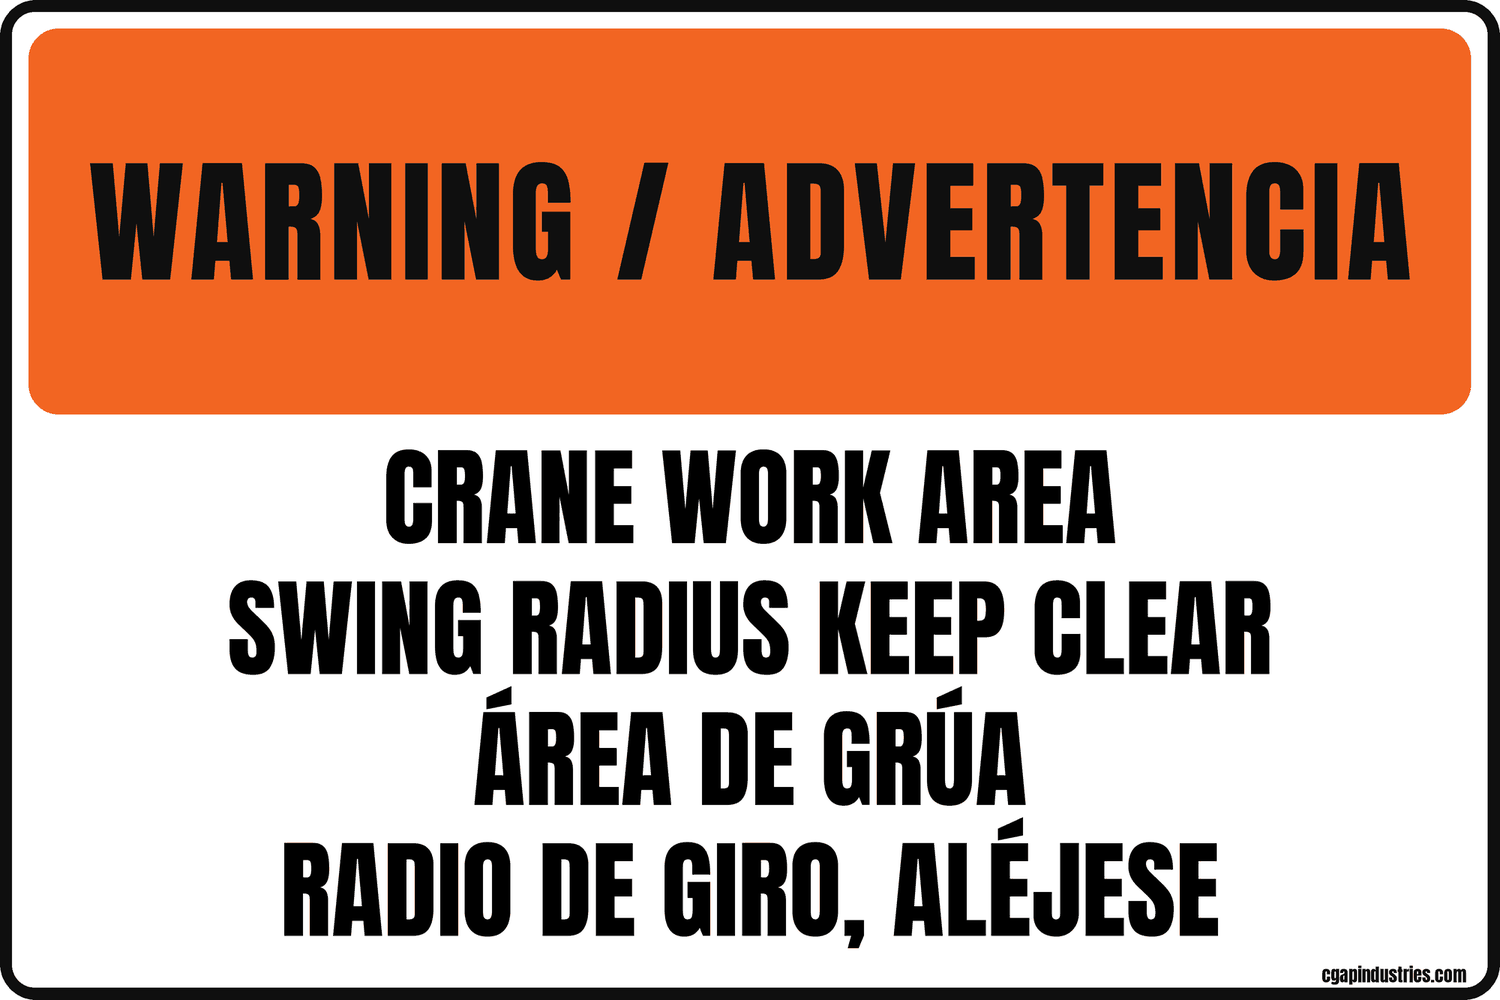 WARNING / ADVERTENCIA
CRANE WORK AREA
SWING RADIUS KEEP CLEAR
ÁREA DE GRÚA
RADIO DE GIRO, ALÉJESE
cgapindustries.com